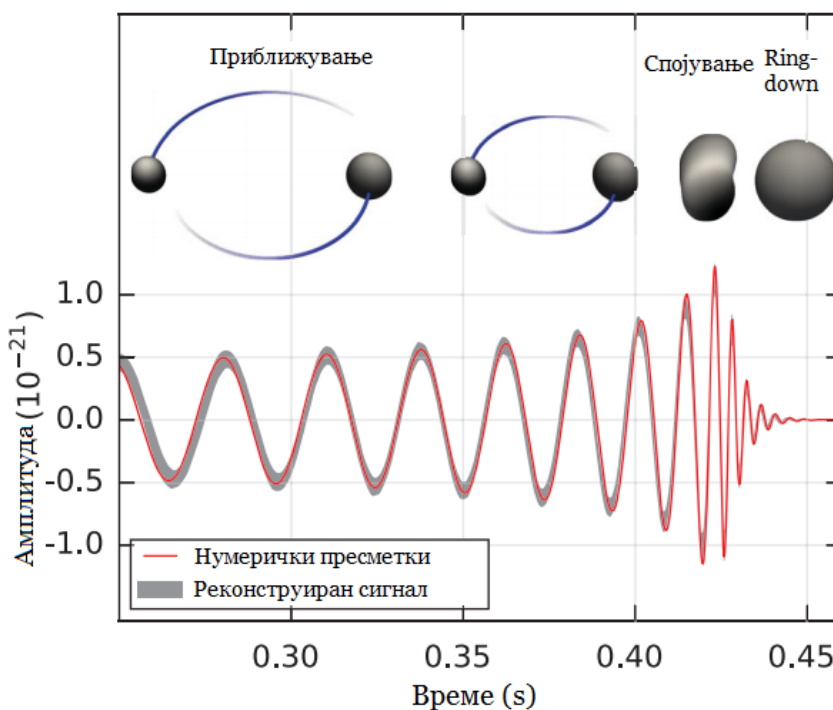 Приближување
Спојување
Ring-
down
1.0
0.5
0.0
-0.5
-1.0
Амплитуда (10⁻²¹)
Нумерички пресметки
Реконструиран сигнал
0.30
0.35
0.40
0.45
Време (s)